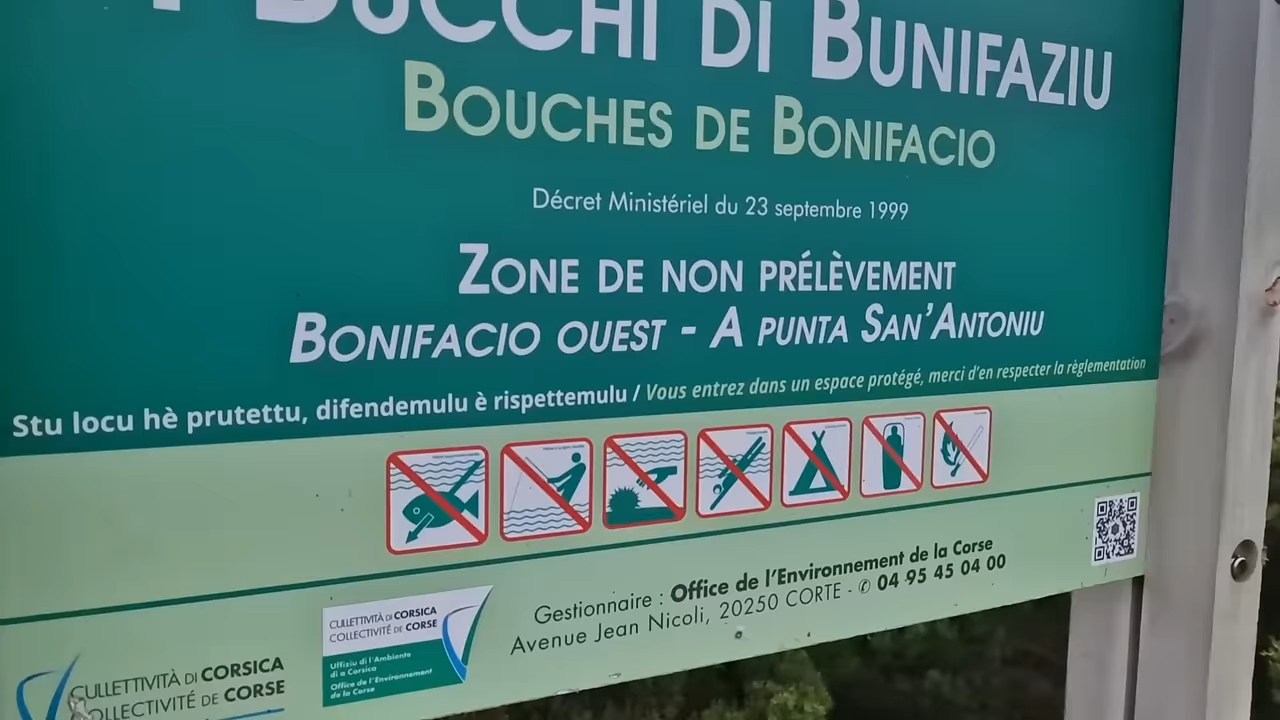 BUCCHI DI BUNIFAZIU
BOUCHES DE BONIFACIO
Décret Ministériel du 23 septembre 1999
ZONE DE NON PRÉLÈVEMENT
BONIFACIO OUEST - A PUNTA SAN'ANTONIU
Stu locu hè prutettu, difendemulu è rispettemulu / Vous entrez dans un espace protégé, merci d'en respecter la règlementation
Gestionnaire : Office de l'Environnement de la Corse
Avenue Jean Nicoli, 20250 CORTE - ✆ 04 95 45 04 00
CULLETTIVITÀ DI CORSICA
COLLECTIVITÉ DE CORSE
Uffiziu di l'Ambiente
di a Corsica
Office de l'Environnement
de la Corse
CULLETTIVITÀ DI CORSICA
COLLECTIVITÉ DE CORSE